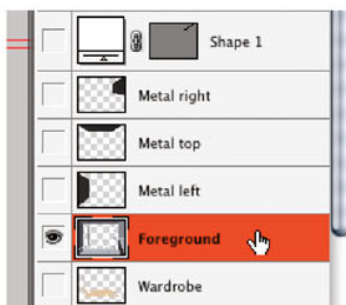 Shape 1
Metal right
Metal top
Metal left
Foreground
Wardrobe